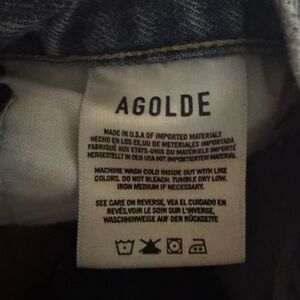 AGOLDE
MADE IN U.S.A OF IMPORTED MATERIALS
HECHO EN LOS EE,UU DE METERIALES IMPORTADA
FABRIQUÉ AUX ETATS-UNIS DU MATÉRIELS IMPORTÉ
HERGESTELLT IN DEN USA MIT IMPORTIERTEM MATERIAL
MACHINE WASH COLD INSIDE OUT WITH LIKE
COLORS. DO NOT BLEACH. TUMBLE DRY LOW.
IRON MEDIUM IF NECESSARY.
SEE CARE ON REVERSE, VEA EL CUIDADO EN
REVÉS, VOIR LE SOIN SUR L'INVERSE,
WASCHHINWEISE AUF DER RÜCKSEITE